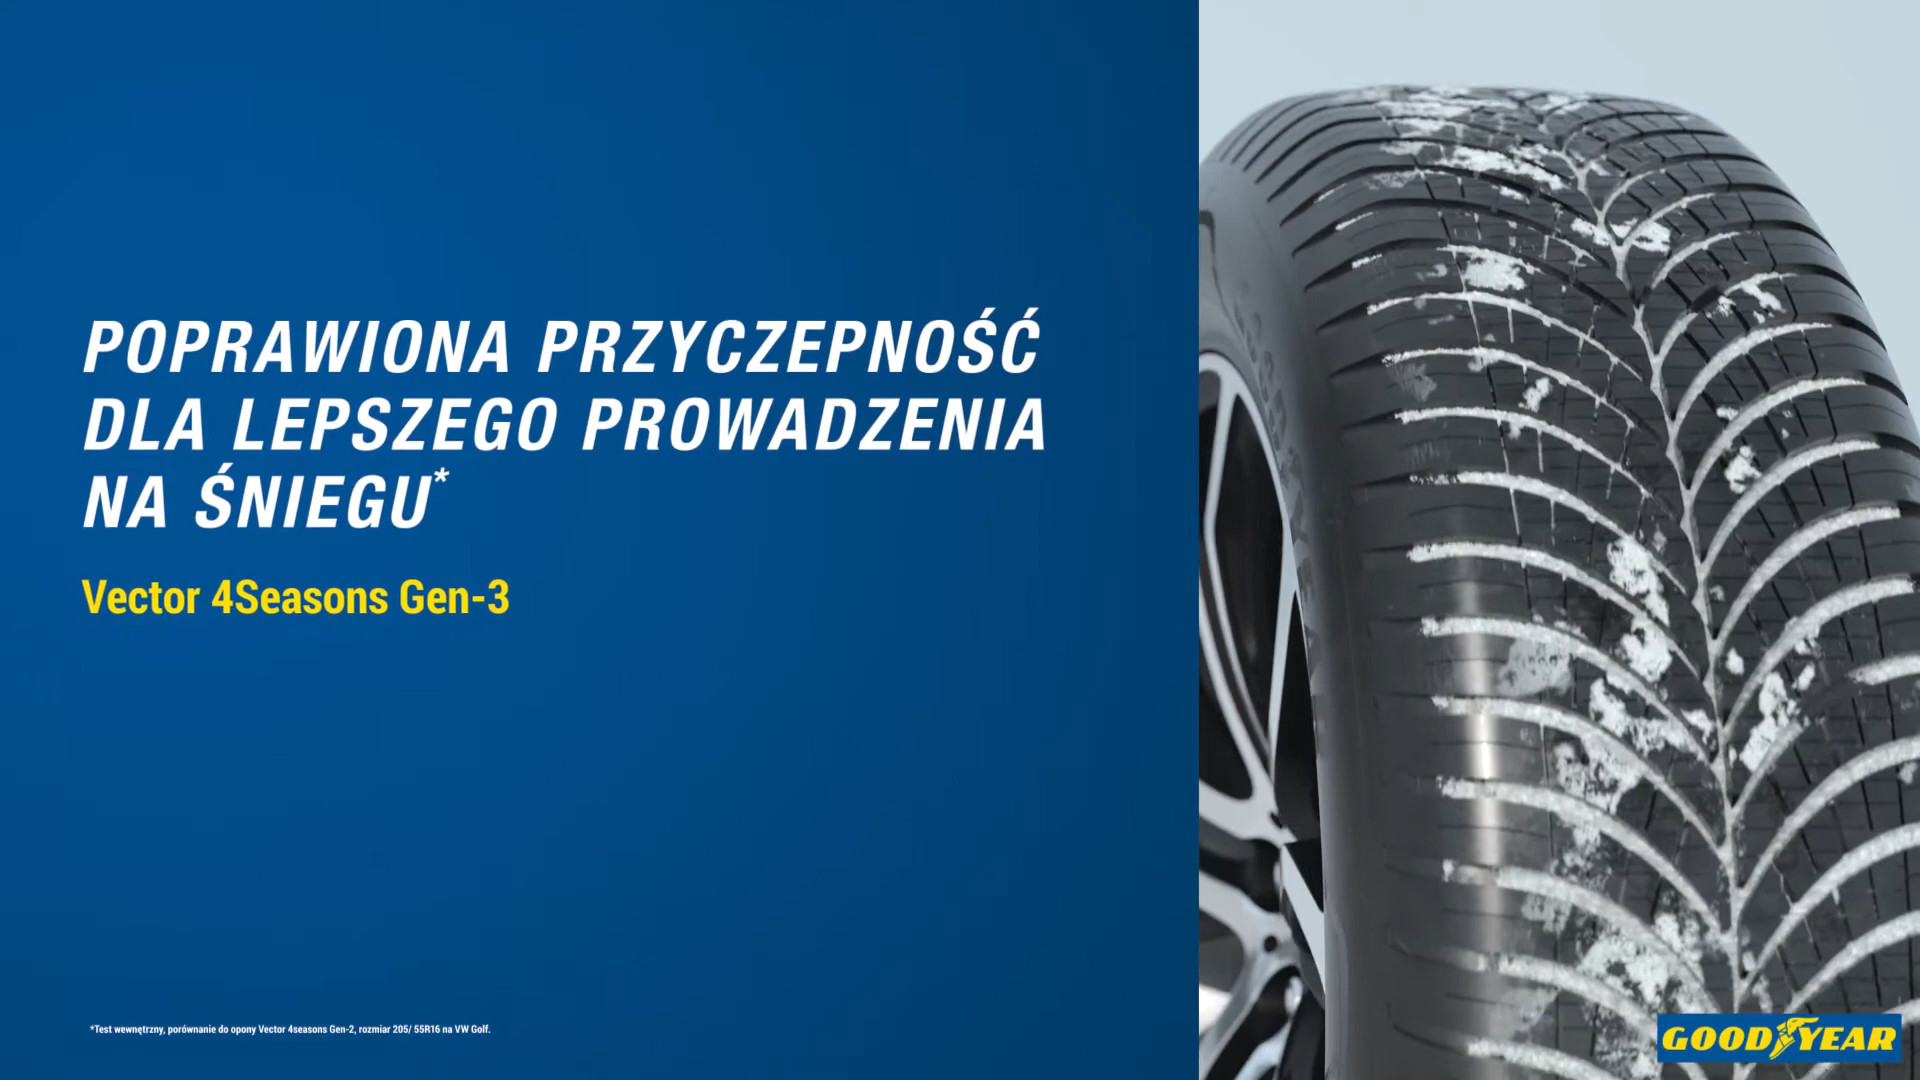 POPRAWIONA PRZYCZEPNOŚĆ
DLA LEPSZEGO PROWADZENIA
NA ŚNIEGU*
Vector 4Seasons Gen-3
*Test wewnętrzny, porównanie do opony Vector 4seasons Gen-2, rozmiar 205/ 55R16 na VW Golf.
GOODYEAR